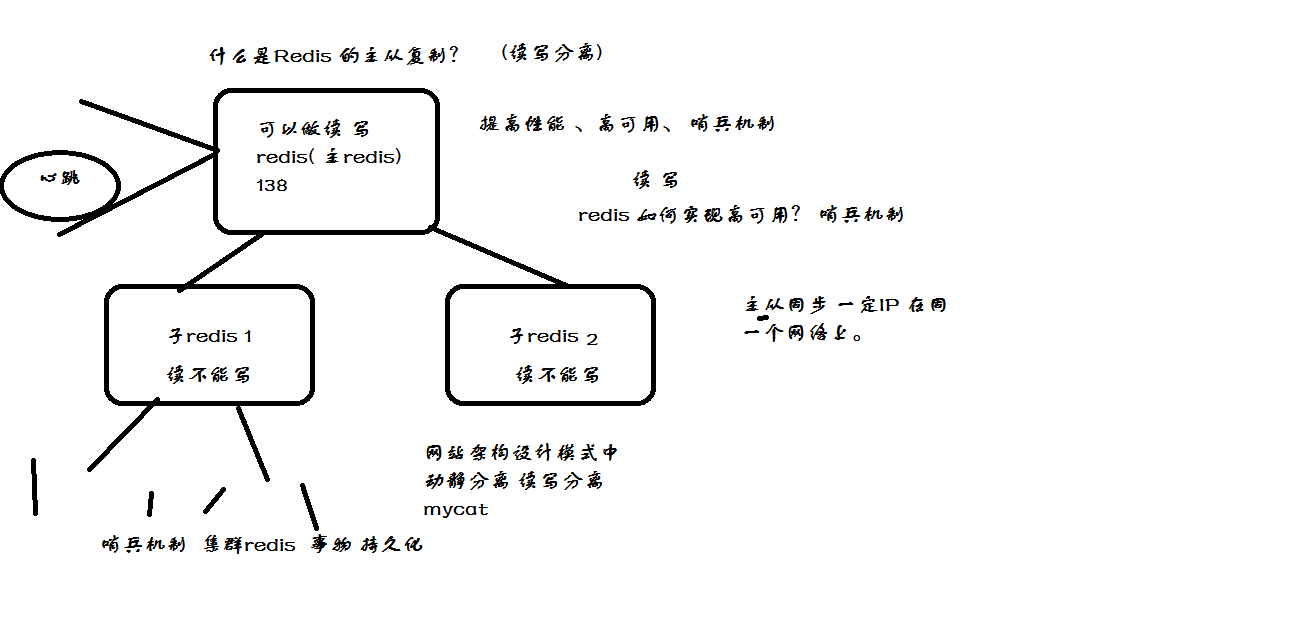 什么是Redis 的主从复制? (续写分离)
可以做续 写
redis( 主redis)
138
提高性能 、高可用、 哨兵机制
心跳
续 写
redis 如何实现高可用? 哨兵机制
子redis 1
续不能写
子redis 2
续不能写
主从同步 一定IP 在同
一个网络上。
网站架构设计模式中
动静分离 续写分离
mycat
哨兵机制 集群redis 事物 持久化